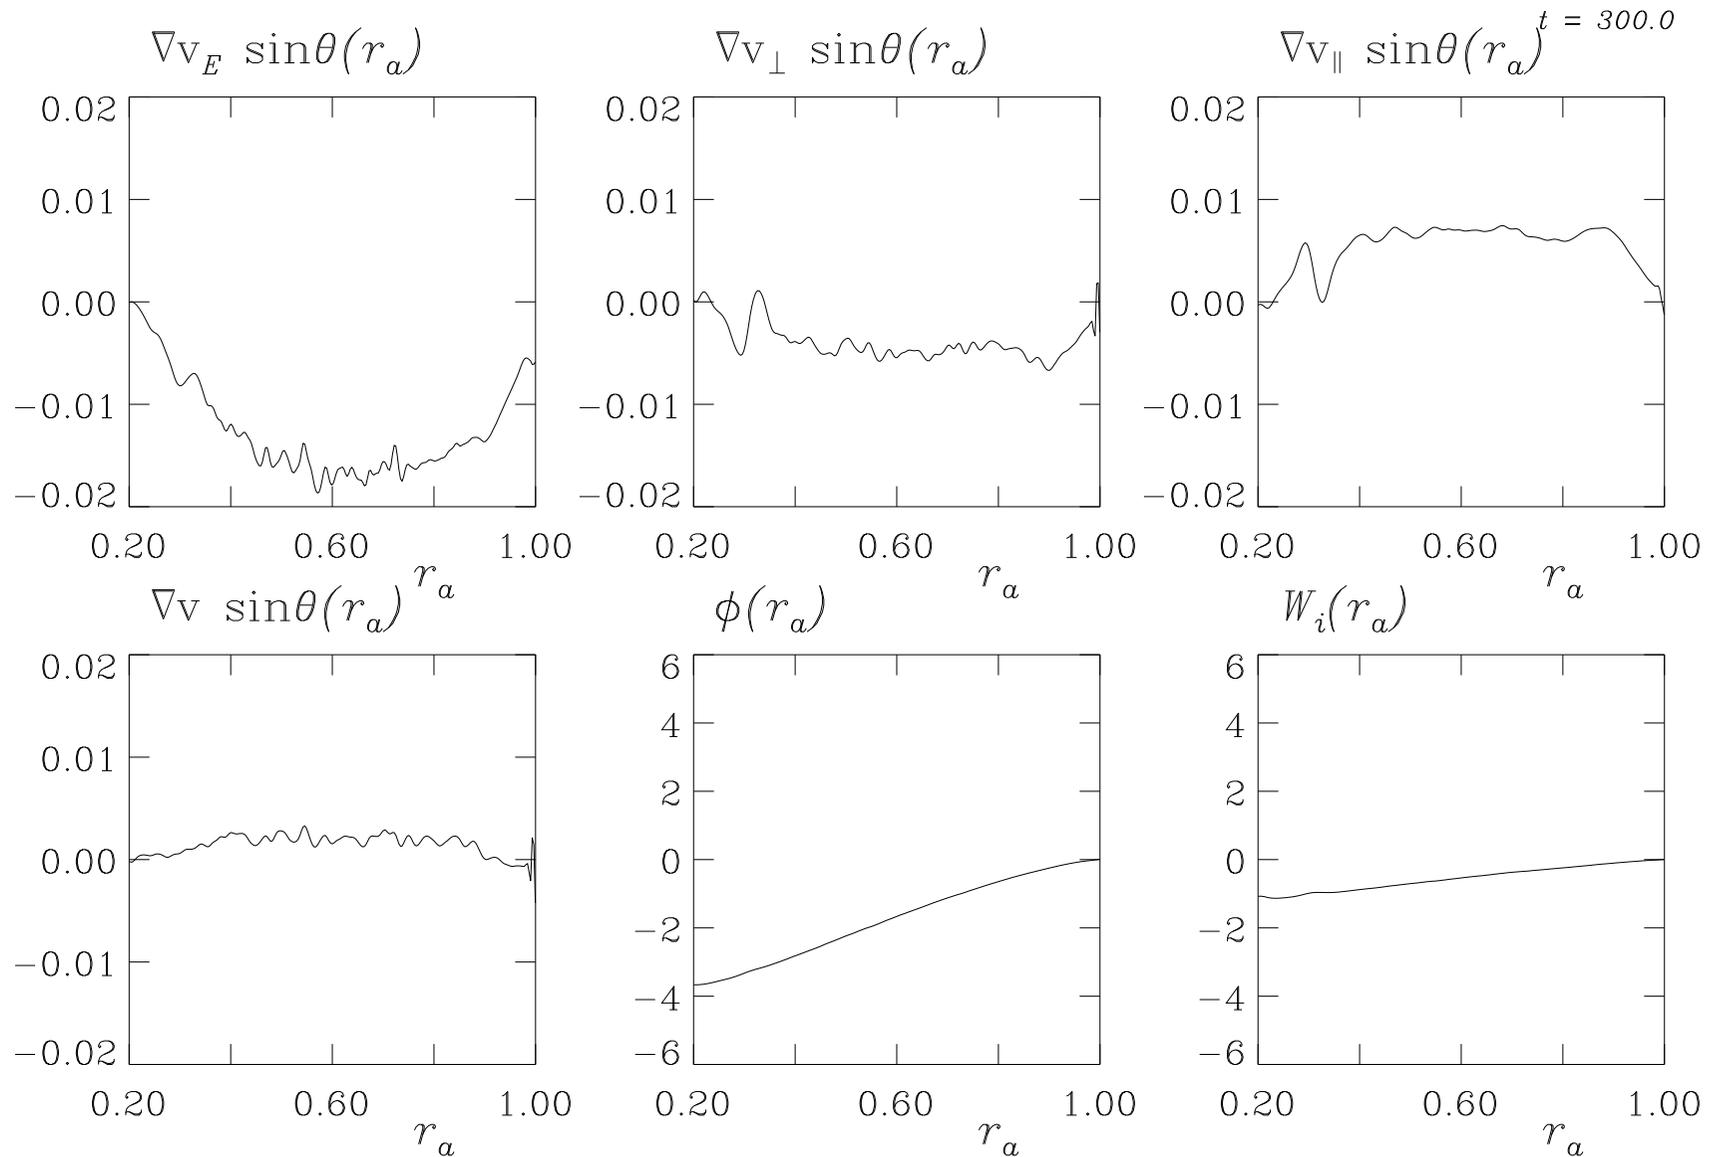 t = 300.0
∇v_E sinθ(r_a) ∇v_⊥ sinθ(r_a) ∇v_∥ sinθ(r_a)
0.02 0.02 0.02
0.01 0.01 0.01
0.00 0.00 0.00
−0.01 −0.01 −0.01
−0.02 −0.02 −0.02
0.20 0.60 1.00 0.20 0.60 1.00 0.20 0.60 1.00
r_a r_a r_a
∇v sinθ(r_a) ϕ(r_a) W_i(r_a)
0.02 6 6
4 4
0.01
2 2
0.00 0 0
−2 −2
−0.01
−4 −4
−0.02 −6 −6
0.20 0.60 1.00 0.20 0.60 1.00 0.20 0.60 1.00
r_a r_a r_a